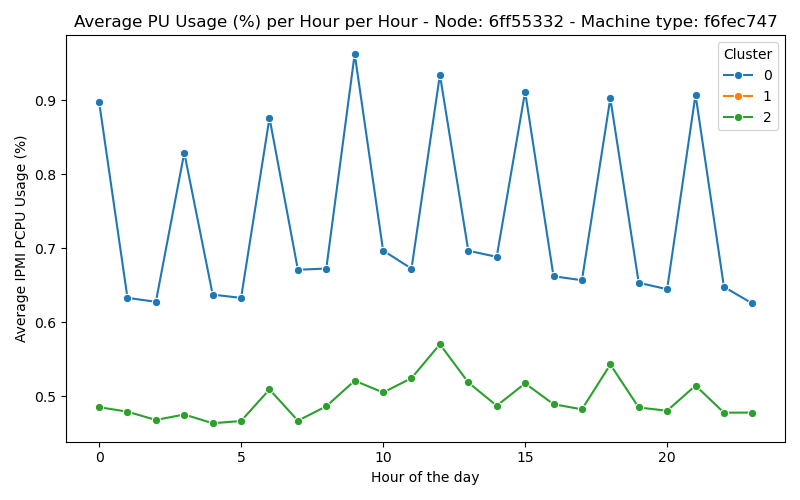 Average PU Usage (%) per Hour per Hour - Node: 6ff55332 - Machine type: f6fec747
Cluster
0
1
2
0.9
0.8
0.7
0.6
0.5
Average IPMI PCPU Usage (%)
0 5 10 15 20
Hour of the day